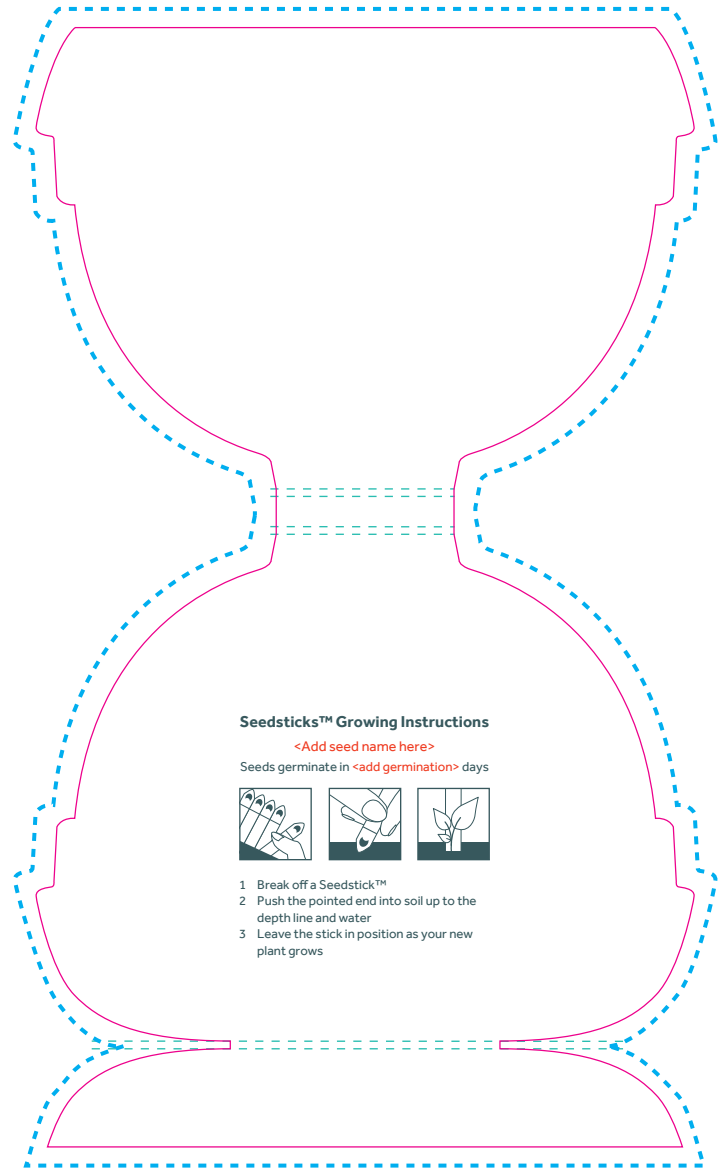 Seedsticks™ Growing Instructions
<Add seed name here>
Seeds germinate in <add germination> days
1 Break off a Seedstick™
2 Push the pointed end into soil up to the
depth line and water
3 Leave the stick in position as your new
plant grows